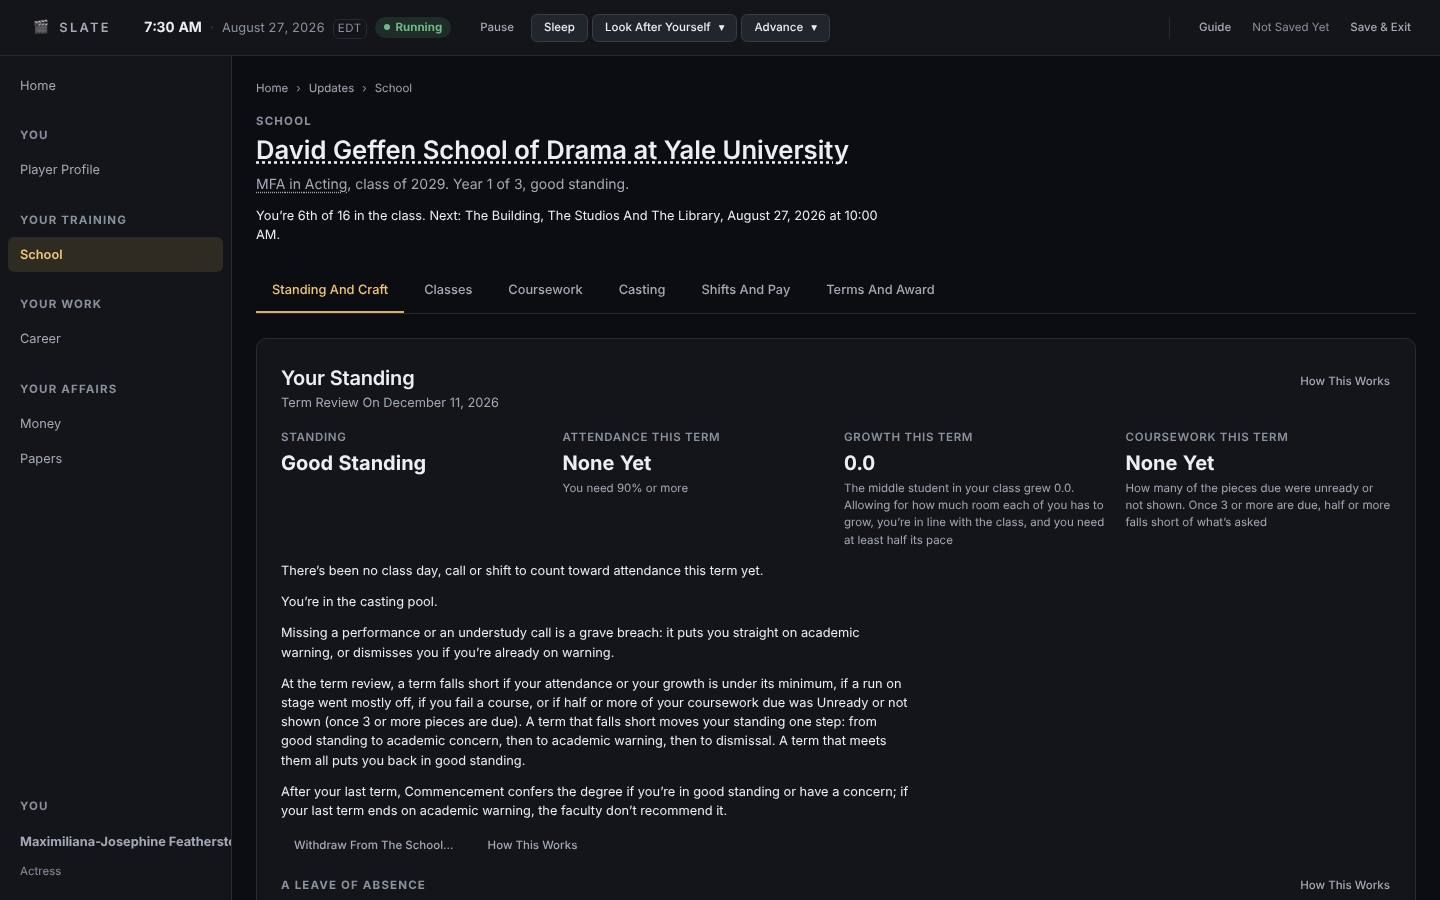 SLATE
7:30 AM · August 27, 2026 EDT Running
Pause
Sleep
Look After Yourself ▾
Advance ▾
Guide
Not Saved Yet
Save & Exit
Home
YOU
Player Profile
YOUR TRAINING
School
YOUR WORK
Career
YOUR AFFAIRS
Money
Papers
YOU
Maximiliana-Josephine
Actress
Home › Updates › School
SCHOOL
David Geffen School of Drama at Yale University
MFA in Acting, class of 2029. Year 1 of 3, good standing.
You’re 6th of 16 in the class. Next: The Building, The Studios And The Library, August 27, 2026 at 10:00
AM.
Standing And Craft
Classes
Coursework
Casting
Shifts And Pay
Terms And Award
Your Standing
How This Works
Term Review On December 11, 2026
STANDING
Good Standing
ATTENDANCE THIS TERM
None Yet
You need 90% or more
GROWTH THIS TERM
0.0
The middle student in your class grew 0.0.
Allowing for how much room each of you has to
grow, you’re in line with the class, and you need
at least half its pace
COURSEWORK THIS TERM
None Yet
How many of the pieces due were unready or
not shown. Once 3 or more are due, half or more
falls short of what’s asked
There’s been no class day, call or shift to count toward attendance this term yet.
You’re in the casting pool.
Missing a performance or an understudy call is a grave breach: it puts you straight on academic
warning, or dismisses you if you’re already on warning.
At the term review, a term falls short if your attendance or your growth is under its minimum, if a run on
stage went mostly off, if you fail a course, or if half or more of your coursework due was Unready or not
shown (once 3 or more pieces are due). A term that falls short moves your standing one step: from
good standing to academic concern, then to academic warning, then to dismissal. A term that meets
them all puts you back in good standing.
After your last term, Commencement confers the degree if you’re in good standing or have a concern; if
your last term ends on academic warning, the faculty don’t recommend it.
Withdraw From The School...
How This Works
A LEAVE OF ABSENCE
How This Works